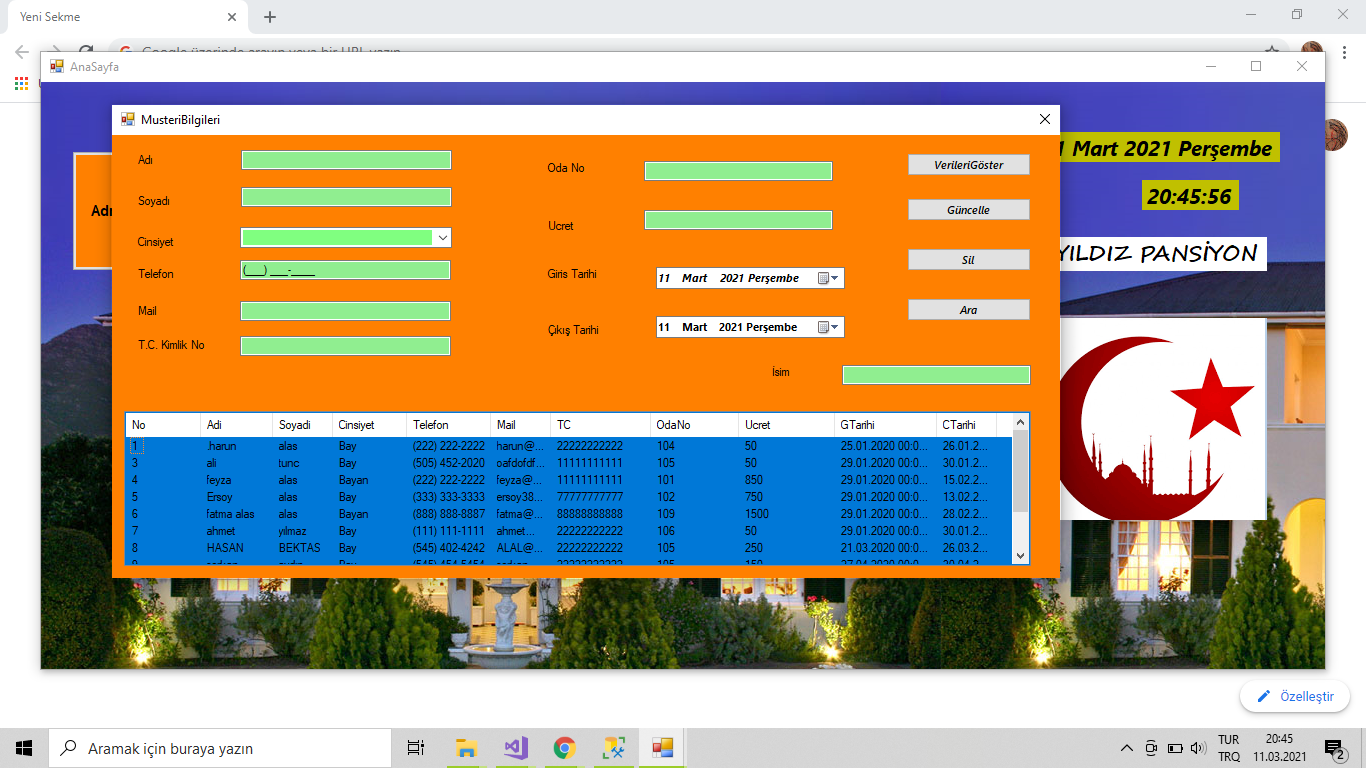 Yeni Sekme
Google üzerinde arayın veya bir URL yazın
AnaSayfa
MusteriBilgileri
1 Mart 2021 Perşembe
20:45:56
YILDIZ PANSİYON
Adı
Soyadı
Cinsiyet
Telefon
(___) ___-____
Mail
T.C. Kimlik No
Oda No
Ucret
Giris Tarihi
11 Mart 2021 Perşembe
Çıkış Tarihi
11 Mart 2021 Perşembe
VerileriGöster
Güncelle
Sil
Ara
İsim
No Adi Soyadi Cinsiyet Telefon Mail TC OdaNo Ucret GTarihi CTarihi
1 .harun alas Bay (222) 222-2222 harun@... 22222222222 104 50 25.01.2020 00:0... 26.01.2...
3 ali tunc Bay (505) 452-2020 oafdofdf... 11111111111 105 50 29.01.2020 00:0... 30.01.2...
4 feyza alas Bayan (222) 222-2222 feyza@... 11111111111 101 850 29.01.2020 00:0... 15.02.2...
5 Ersoy alas Bay (333) 333-3333 ersoy38... 77777777777 102 750 29.01.2020 00:0... 13.02.2...
6 fatma alas alas Bayan (888) 888-8887 fatma@... 88888888888 109 1500 29.01.2020 00:0... 28.02.2...
7 ahmet yılmaz Bay (111) 111-1111 ahmet... 22222222222 106 50 29.01.2020 00:0... 30.01.2...
8 HASAN BEKTAS Bay (545) 402-4242 ALAL@... 22222222222 105 250 21.03.2020 00:0... 26.03.2...
Özelleştir
Aramak için buraya yazın
TUR
TRQ
20:45
11.03.2021
2